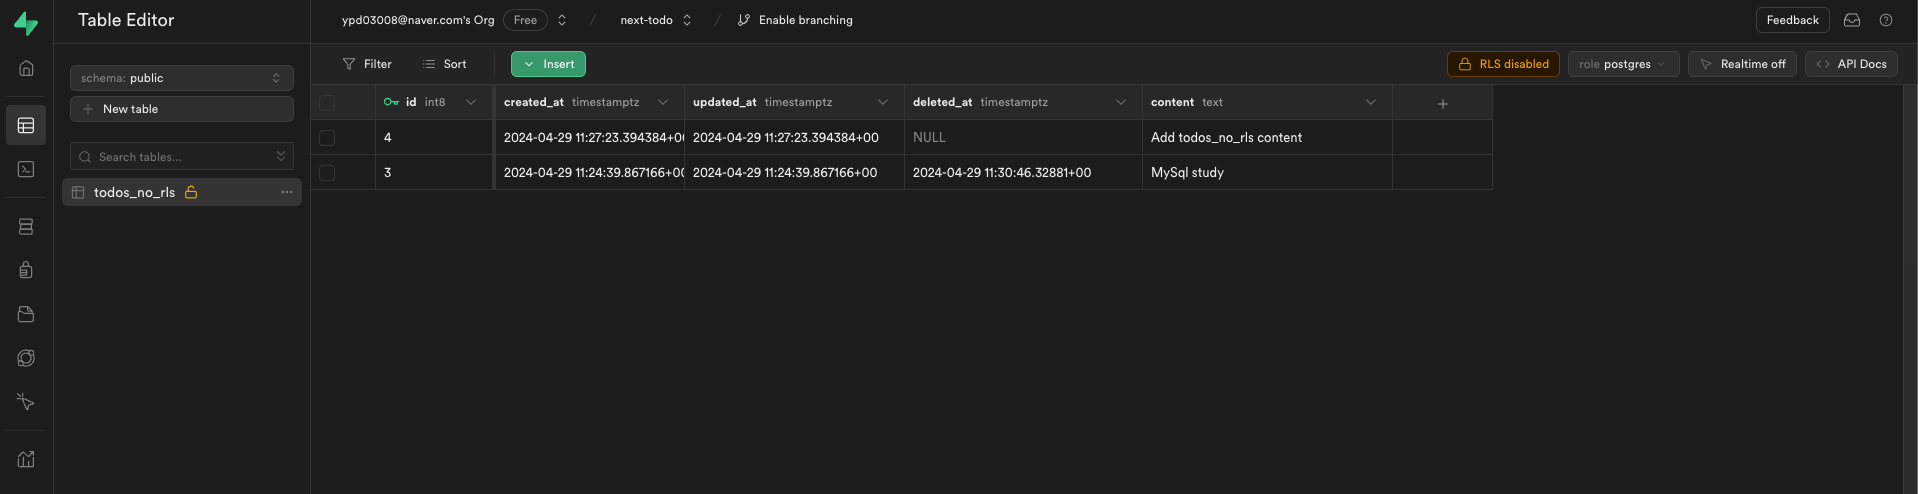 Table Editor
ypd03008@naver.com's Org Free / next-todo / Enable branching
Feedback
schema: public
New table
Search tables...
todos_no_rls
Filter Sort Insert
RLS disabled role postgres Realtime off API Docs
id int8 created_at timestamptz updated_at timestamptz deleted_at timestamptz content text
4 2024-04-29 11:27:23.394384+00 2024-04-29 11:27:23.394384+00 NULL Add todos_no_rls content
3 2024-04-29 11:24:39.867166+00 2024-04-29 11:24:39.867166+00 2024-04-29 11:30:46.32881+00 MySql study